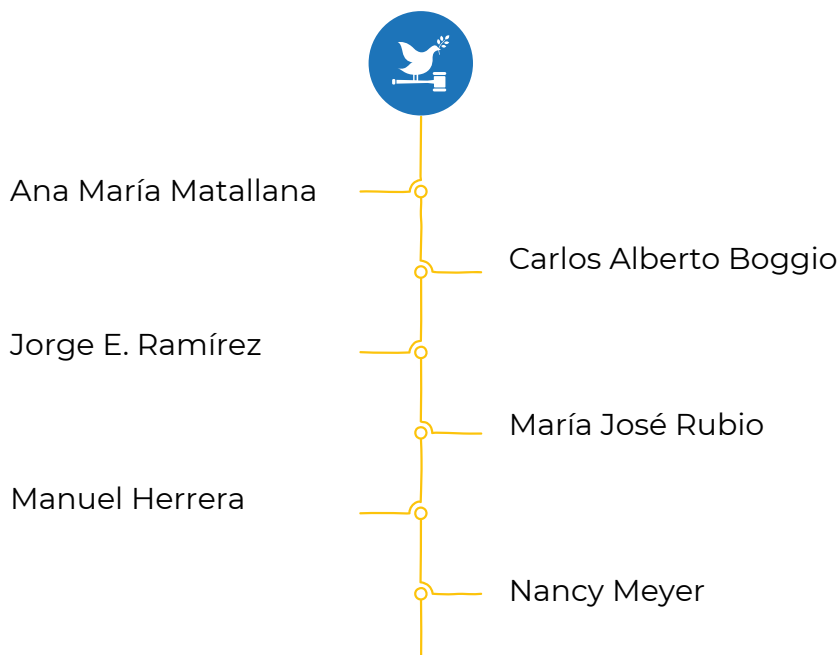 Ana María Matallana
Carlos Alberto Boggio
Jorge E. Ramírez
María José Rubio
Manuel Herrera
Nancy Meyer